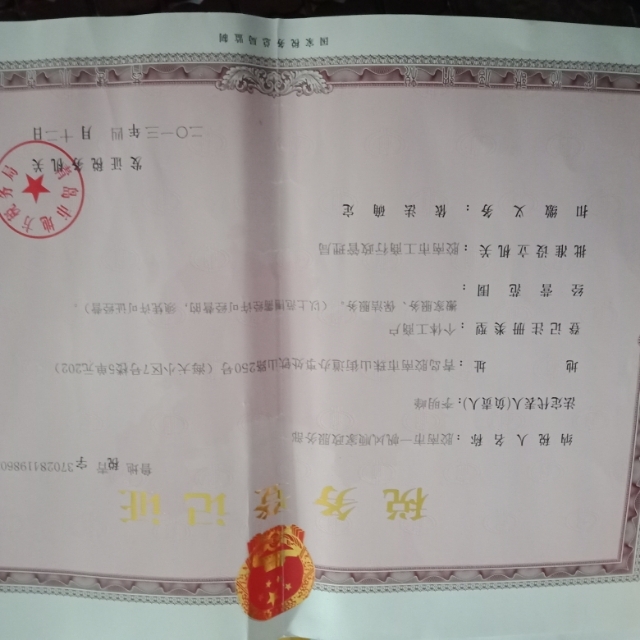 税务登记证
鲁地税 字 37028419880
纳税人名称：胶南市一帆风顺家政服务部
法定代表人(负责人)：李明峰
地址：青岛胶南市珠山街道办事处 山路250号（海大小区7号楼5单元202
登记注册类型：个体工商户
经营范围：
搬家服务、保洁服务。（以上范围需经许可经营的，须凭许可证经营）。
批准设立机关：胶南市工商行政管理局
扣缴义务：依法确定
发证税务机关
二〇一三年四月十二日
国家税务总局监制